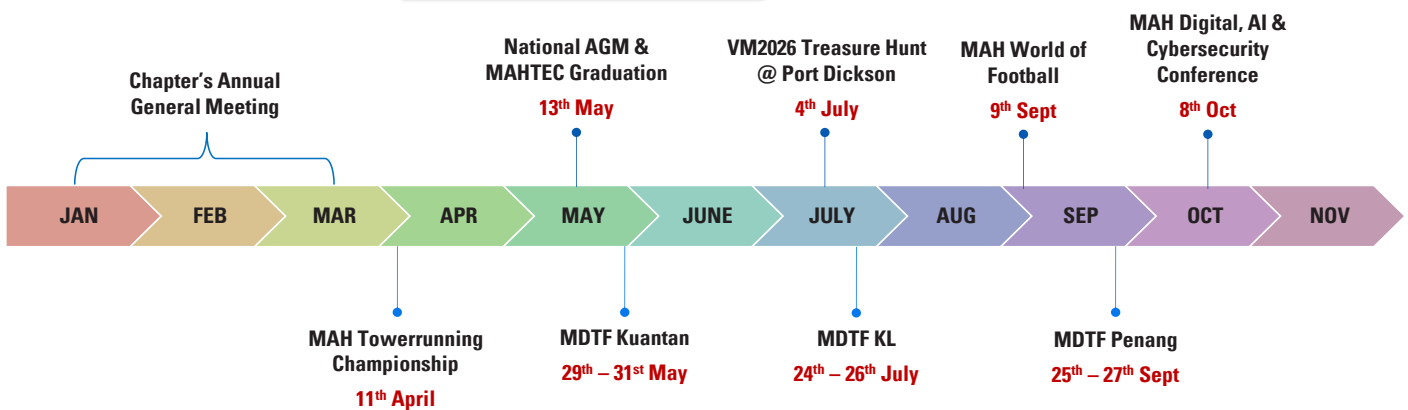 Chapter's Annual
General Meeting
National AGM &
MAHTEC Graduation
13th May
VM2026 Treasure Hunt
@ Port Dickson
4th July
MAH World of
Football
9th Sept
MAH Digital, AI &
Cybersecurity
Conference
8th Oct
JAN FEB MAR APR MAY JUNE JULY AUG SEP OCT NOV
MAH Towerrunning
Championship
11th April
MDTF Kuantan
29th – 31st May
MDTF KL
24th – 26th July
MDTF Penang
25th – 27th Sept